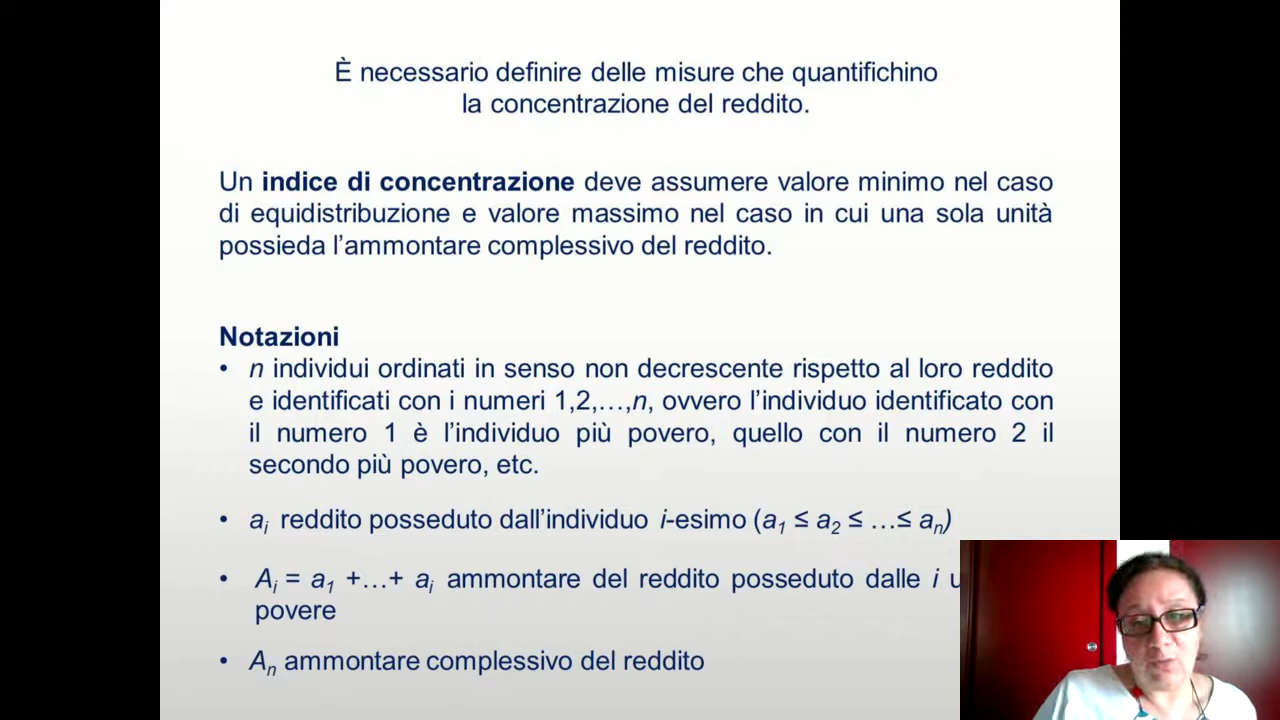 È necessario definire delle misure che quantifichino
la concentrazione del reddito.
Un indice di concentrazione deve assumere valore minimo nel caso
di equidistribuzione e valore massimo nel caso in cui una sola unità
possieda l’ammontare complessivo del reddito.
Notazioni
• n individui ordinati in senso non decrescente rispetto al loro reddito
e identificati con i numeri 1,2,…,n, ovvero l’individuo identificato con
il numero 1 è l’individuo più povero, quello con il numero 2 il
secondo più povero, etc.
• aᵢ reddito posseduto dall’individuo i-esimo (a₁ ≤ a₂ ≤ …≤ aₙ)
• Aᵢ = a₁ +…+ aᵢ ammontare del reddito posseduto dalle i
povere
• Aₙ ammontare complessivo del reddito